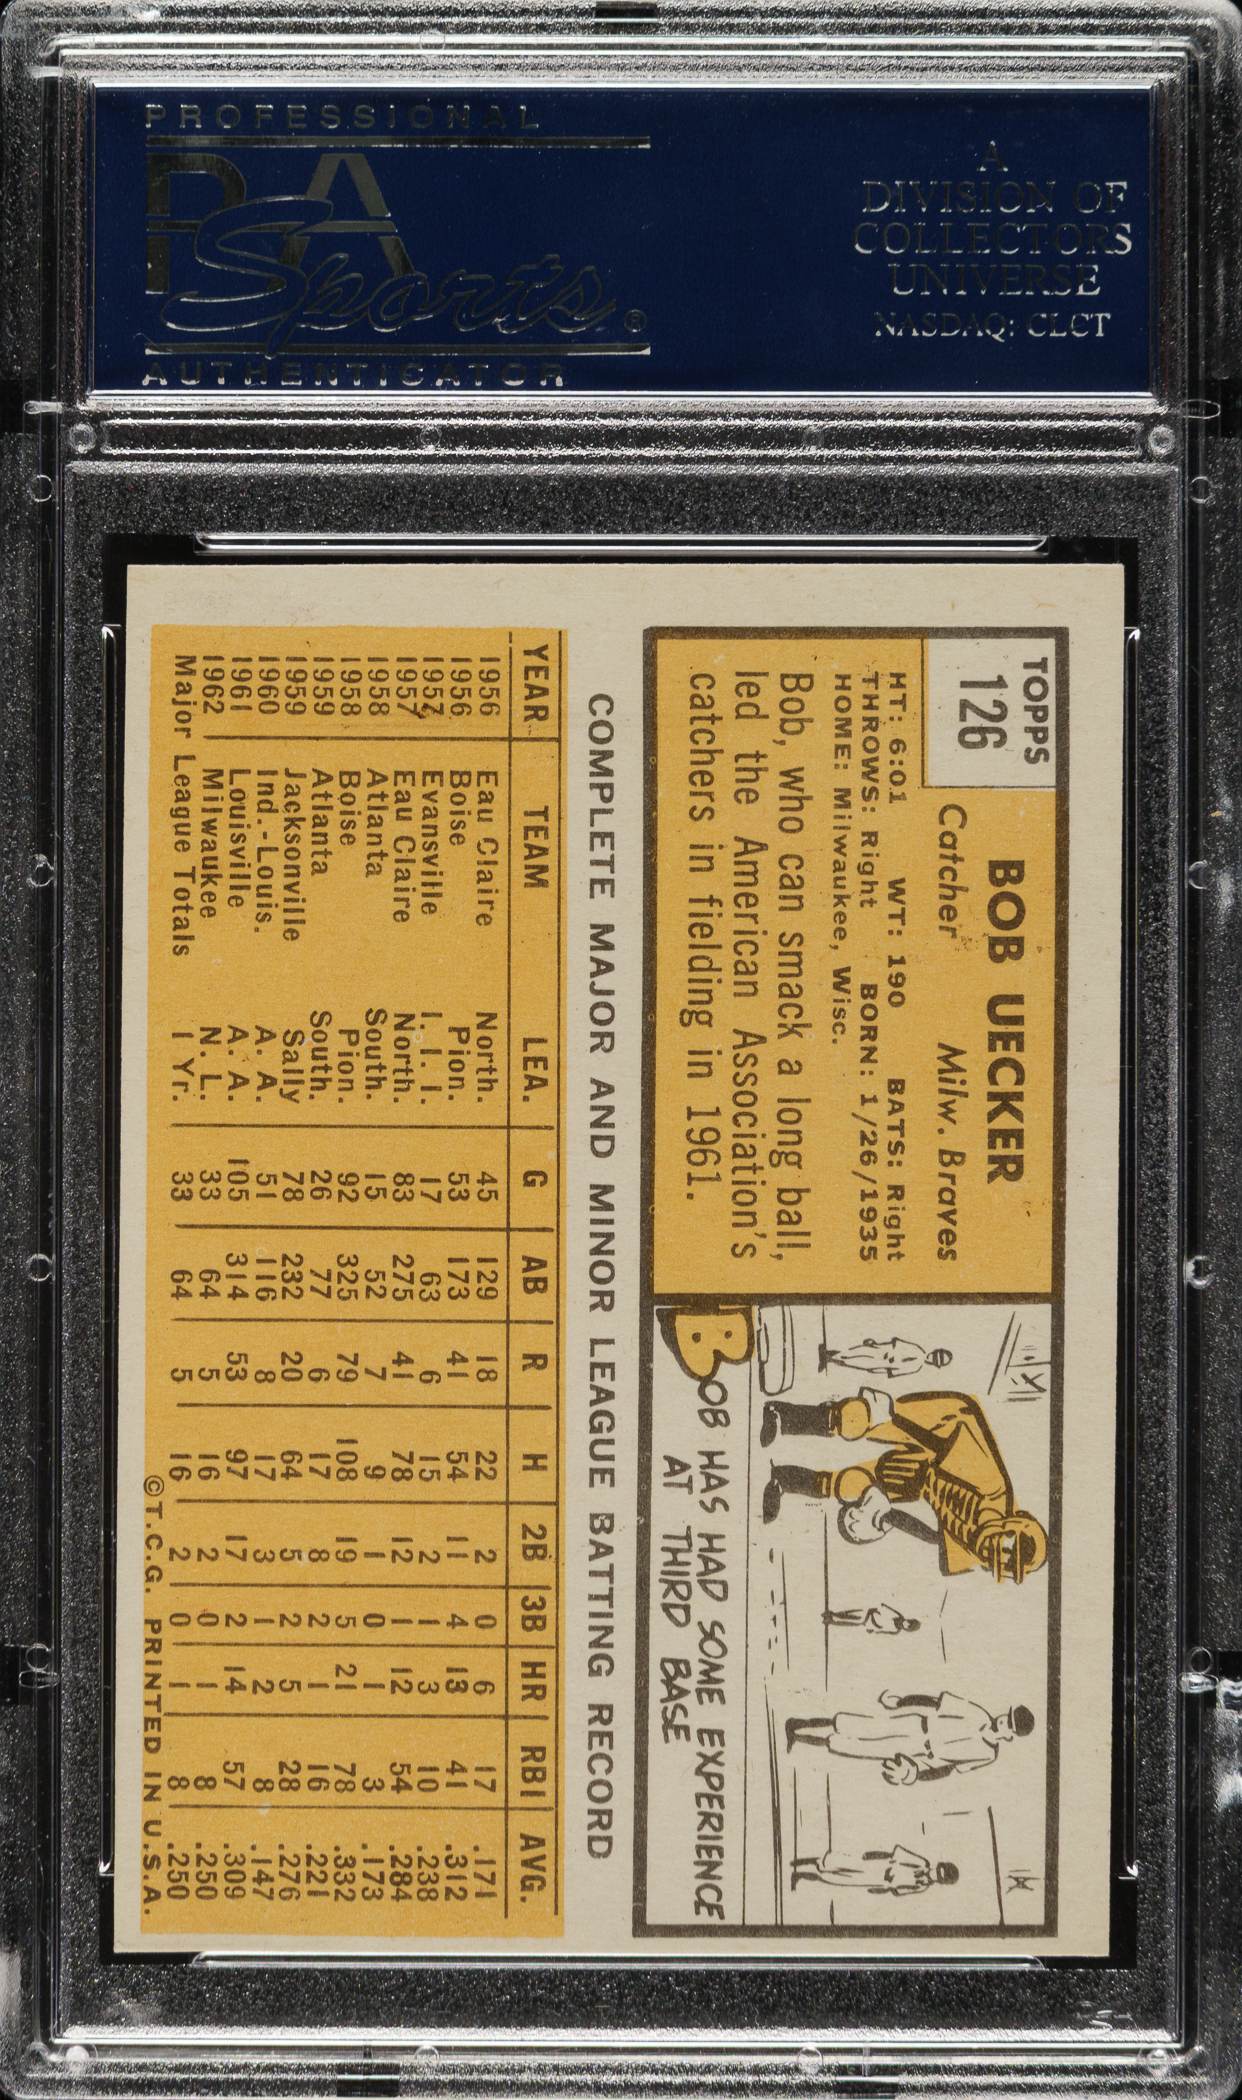 PROFESSIONAL
PSA
Sports®
AUTHENTICATOR
A
DIVISION OF
COLLECTORS
UNIVERSE
NASDAQ: CLCT
TOPPS
126
BOB UECKER
Catcher Milw. Braves
HT: 6:01 WT: 190 BATS: Right
THROWS: Right BORN: 1/26/1935
HOME: Milwaukee, Wisc.
Bob, who can smack a long ball,
led the American Association's
catchers in fielding in 1961.
BOB HAS HAD SOME EXPERIENCE
AT THIRD BASE
COMPLETE MAJOR AND MINOR LEAGUE BATTING RECORD
YEAR TEAM LEA. G AB R H 2B 3B HR RBI AVG.
1956 Eau Claire North. 45 129 18 22 2 0 6 17 .171
1956 Boise Pion. 53 173 41 54 11 4 13 41 .312
1957 Evansville I. I. I. 17 63 6 15 2 1 3 10 .238
1957 Eau Claire North. 83 275 41 78 12 1 12 54 .284
1958 Atlanta South. 15 52 7 9 1 0 1 3 .173
1958 Boise Pion. 92 325 79 108 19 5 21 78 .332
1959 Atlanta South. 26 77 6 17 8 2 1 16 .221
1959 Jacksonville Sally 78 232 20 64 5 2 5 28 .276
1960 Ind.-Louis. A. A. 51 116 8 17 3 1 2 8 .147
1961 Louisville A. A. 105 314 53 97 17 2 14 57 .309
1962 Milwaukee N. L. 33 64 5 16 2 0 1 8 .250
Major League Totals 1 Yr. 33 64 5 16 2 0 1 8 .250
©T.C.G. PRINTED IN U.S.A.